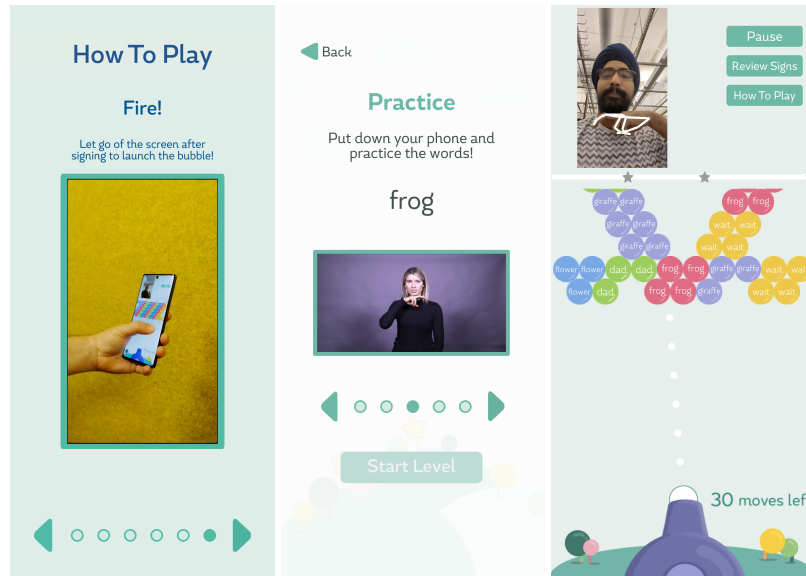 How To Play
Fire!
Let go of the screen after
signing to launch the bubble!
Back
Practice
Put down your phone and
practice the words!
frog
Start Level
Pause
Review Signs
How To Play
giraffe giraffe frog frog
giraffe giraffe wait wait
giraffe giraffe wait wait
flower flower dad dad frog frog giraffe giraffe wait wai
flower dad frog frog giraffe wait wait
30 moves lef